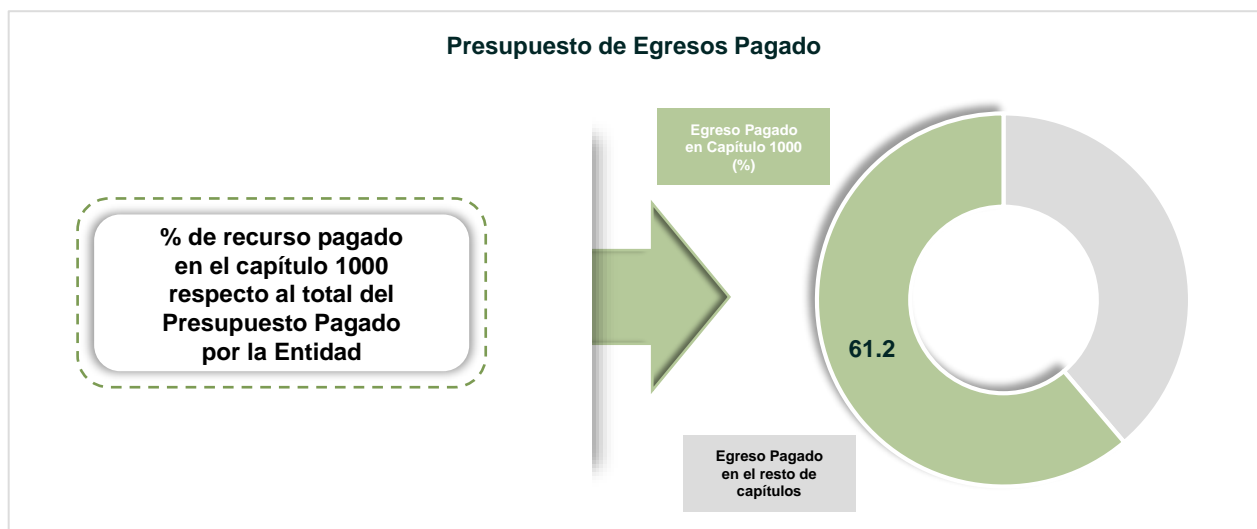 Presupuesto de Egresos Pagado
% de recurso pagado
en el capítulo 1000
respecto al total del
Presupuesto Pagado
por la Entidad
Egreso Pagado
en Capítulo 1000
(%)
61.2
Egreso Pagado
en el resto de
capítulos